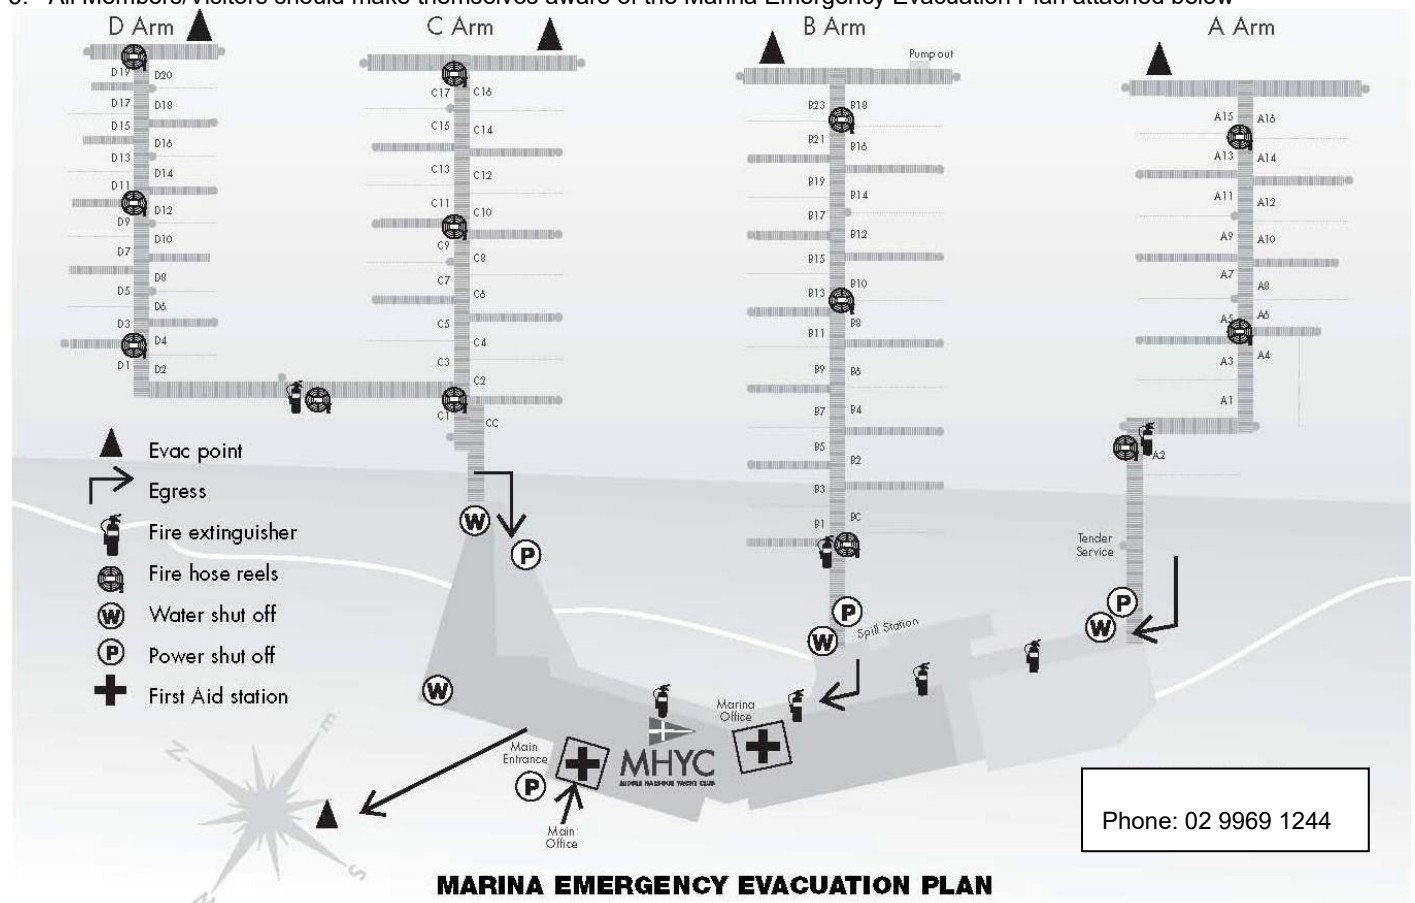 All Members/Visitors should make themselves aware of the Marina Emergency Evacuation Plan attached below
D Arm
C Arm
B Arm
A Arm
Pump out
D19 D20
D17 D18
D15
D16
D13
D14
D11
D12
D9
D10
D7
D8
D5
D6
D3
D4
D1 D2
C17 C16
C15 C14
C13 C12
C11
C10
C9
C8
C7
C6
C5
C4
C3
C2
C1 CC
B23 B18
B21
B16
B19
B14
B17
B12
B15
B13 B10
B11 B8
B9 B6
B7 B4
B5
B2
B3
B1 BC
A15 A16
A13 A14
A11 A12
A9 A10
A7
A8
A5 A6
A3 A4
A1
A2
Evac point
Egress
Fire extinguisher
Fire hose reels
W Water shut off
P Power shut off
First Aid station
W
P
W
P
W
P
W
Tender
Service
Spill Station
Marina
Office
Main
Entrance
P
MHYC
MIDDLE HARBOUR YACHT CLUB
Main
Office
N
E
S
W
Phone: 02 9969 1244
MARINA EMERGENCY EVACUATION PLAN